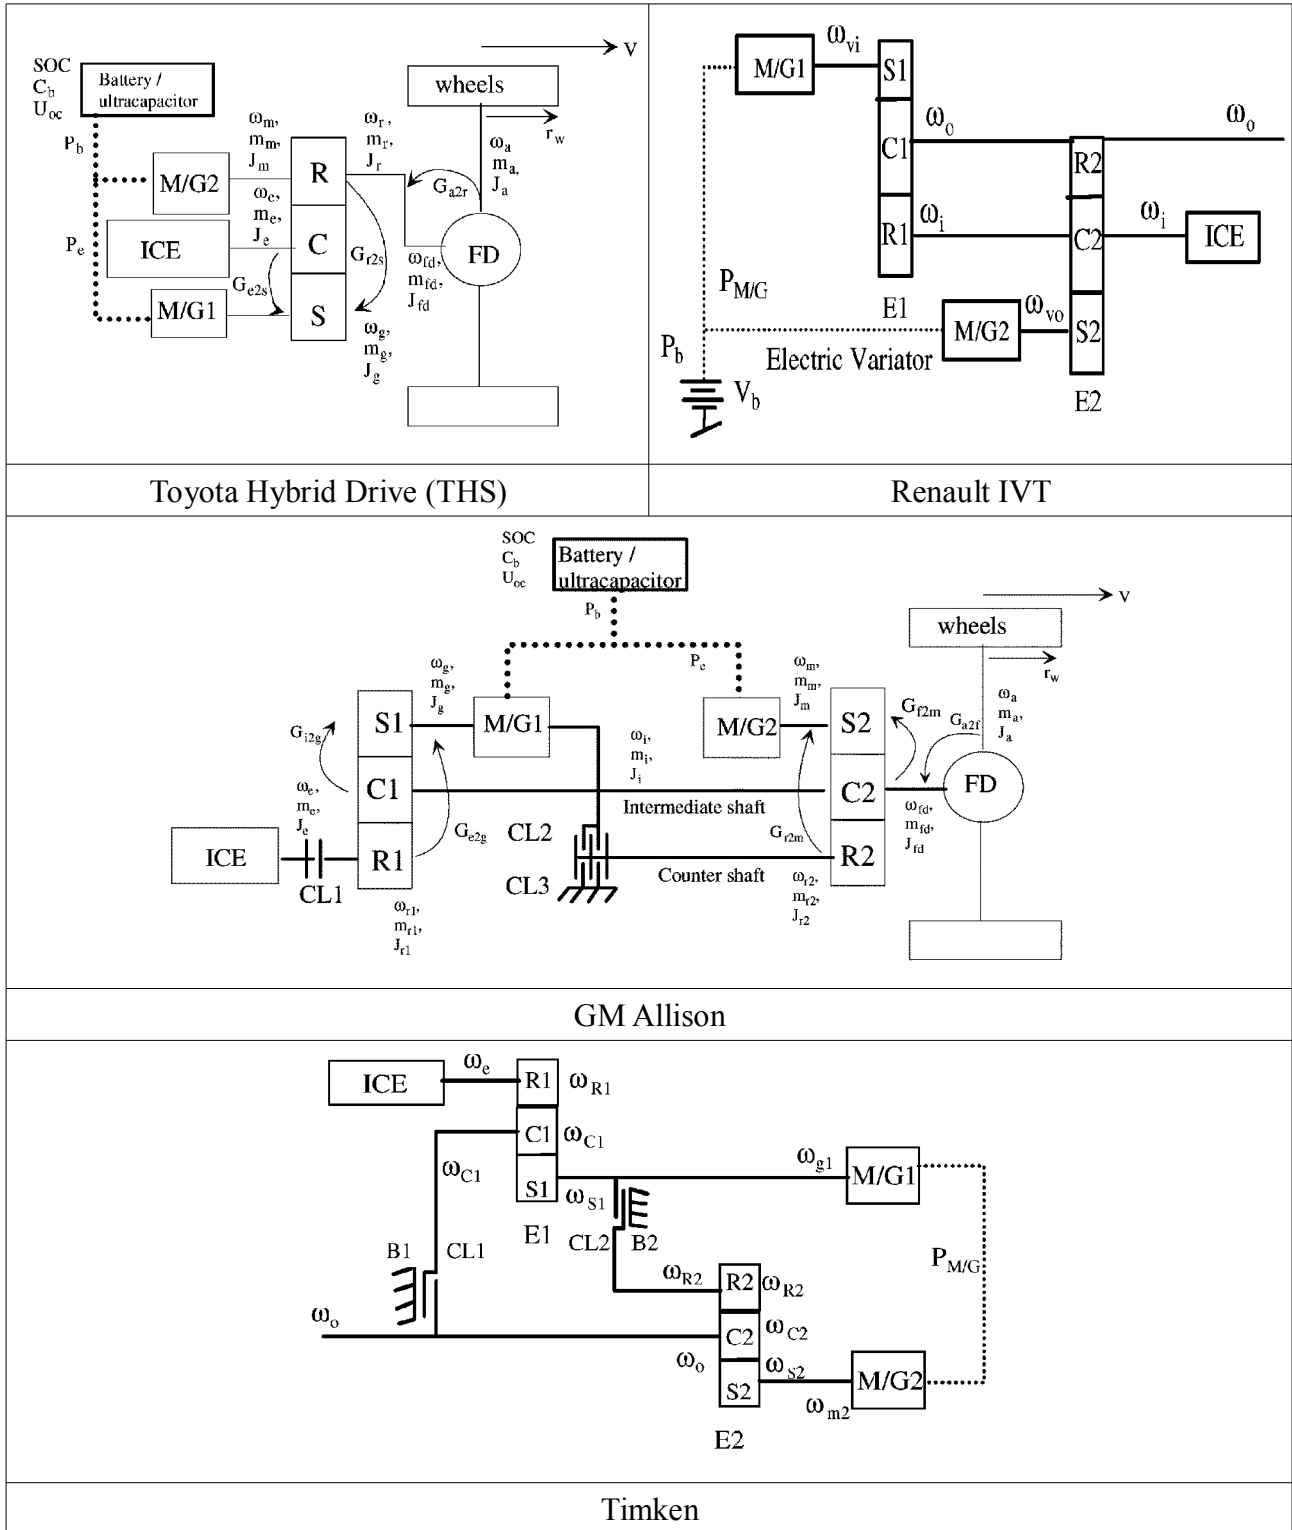 SOC
C_b
U_oc
Battery /
ultracapacitor
P_b
P_e
M/G2
ICE
M/G1
ω_m,
m_m,
J_m
ω_e,
m_e,
J_e
G_e2s
R
C
S
ω_r,
m_r,
J_r
G_r2s
ω_g,
m_g,
J_g
G_a2r
ω_fd,
m_fd,
J_fd
FD
ω_a
m_a,
J_a
wheels
r_w
V
Toyota Hybrid Drive (THS)
M/G1
ω_vi
S1
C1
R1
E1
ω_o
ω_i
R2
C2
S2
E2
ω_o
ω_i
ICE
P_M/G
M/G2
ω_vo
P_b
Electric Variator
V_b
Renault IVT
SOC
C_b
U_oc
Battery /
ultracapacitor
P_b
P_e
V
wheels
r_w
ω_g,
m_g,
J_g
S1
C1
R1
G_i2g
G_e2g
M/G1
ω_e,
m_e,
J_e
ICE
CL1
ω_r1,
m_r1,
J_r1
ω_i,
m_i,
J_i
Intermediate shaft
CL2
CL3
Counter shaft
M/G2
ω_m,
m_m,
J_m
S2
C2
R2
G_r2m
ω_r2,
m_r2,
J_r2
G_f2m
G_a2f
ω_a
m_a,
J_a
FD
ω_fd,
m_fd,
J_fd
GM Allison
ICE
ω_e
R1
ω_R1
C1
ω_C1
ω_C1
S1
ω_S1
E1
ω_g1
M/G1
B1
CL1
CL2
B2
P_M/G
ω_R2
R2
ω_R2
ω_o
C2
ω_C2
ω_o
S2
ω_S2
ω_m2
M/G2
E2
Timken